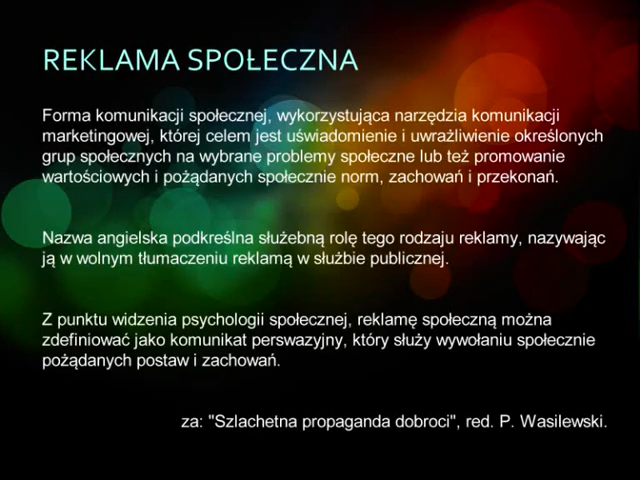 REKLAMA SPOŁECZNA
Forma komunikacji społecznej, wykorzystująca narzędzia komunikacji
marketingowej, której celem jest uświadomienie i uwrażliwienie określonych
grup społecznych na wybrane problemy społeczne lub też promowanie
wartościowych i pożądanych społecznie norm, zachowań i przekonań.
Nazwa angielska podkreślna służebną rolę tego rodzaju reklamy, nazywając
ją w wolnym tłumaczeniu reklamą w służbie publicznej.
Z punktu widzenia psychologii społecznej, reklamę społeczną można
zdefiniować jako komunikat perswazyjny, który służy wywołaniu społecznie
pożądanych postaw i zachowań.
za: "Szlachetna propaganda dobroci", red. P. Wasilewski.